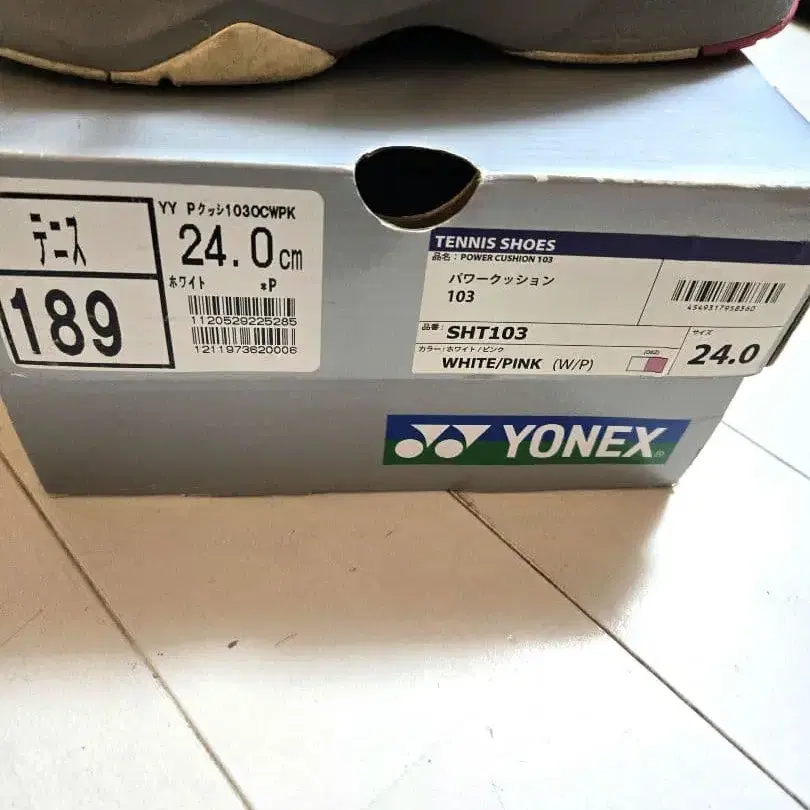 テニス
189
YY Pクッシ103OCWPK
24.0cm
ホワイト *P
1120529225285
1211973620006
TENNIS SHOES
品名：POWER CUSHION 103
パワークッション
103
4549317958360
品番：
SHT103
カラー：ホワイト/ピンク
WHITE/PINK (W/P)
(062)
サイズ
24.0
YONEX®